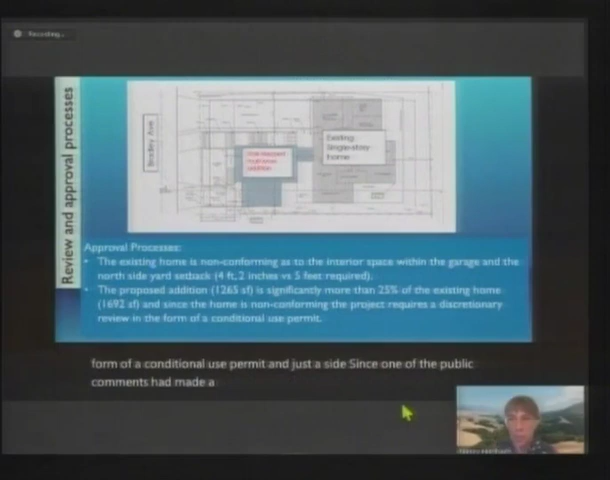 Recording...
Review and approval processes
Existing
Single-story
home
Approval Processes:
• The existing home is non-conforming as to the interior space within the garage and the
north side yard setback (4 ft, 2 inches vs 5 feet required).
• The proposed addition (1265 sf) is significantly more than 25% of the existing home
(1692 sf) and since the home is non-conforming the project requires a discretionary
review in the form of a conditional use permit.
form of a conditional use permit and just a side Since one of the public
comments had made a